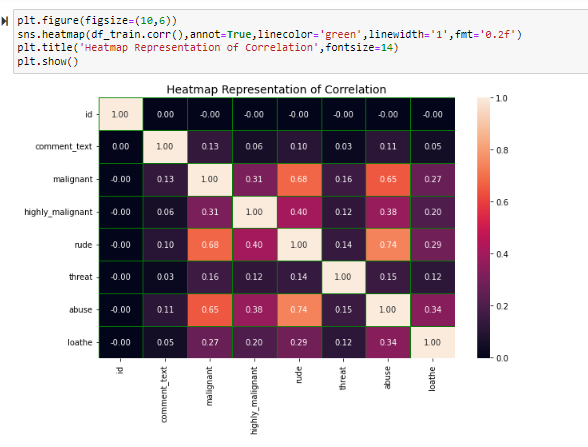 plt.figure(figsize=(10,6))
sns.heatmap(df_train.corr(),annot=True,linecolor='green',linewidth='1',fmt='0.2f')
plt.title('Heatmap Representation of Correlation',fontsize=14)
plt.show()
Heatmap Representation of Correlation
id 1.00 0.00 -0.00 -0.00 -0.00 -0.00 -0.00 -0.00
comment_text 0.00 1.00 0.13 0.06 0.10 0.03 0.11 0.05
malignant -0.00 0.13 1.00 0.31 0.68 0.16 0.65 0.27
highly_malignant -0.00 0.06 0.31 1.00 0.40 0.12 0.38 0.20
rude -0.00 0.10 0.68 0.40 1.00 0.14 0.74 0.29
threat -0.00 0.03 0.16 0.12 0.14 1.00 0.15 0.12
abuse -0.00 0.11 0.65 0.38 0.74 0.15 1.00 0.34
loathe -0.00 0.05 0.27 0.20 0.29 0.12 0.34 1.00
id comment_text malignant highly_malignant rude threat abuse loathe
1.0
0.8
0.6
0.4
0.2
0.0